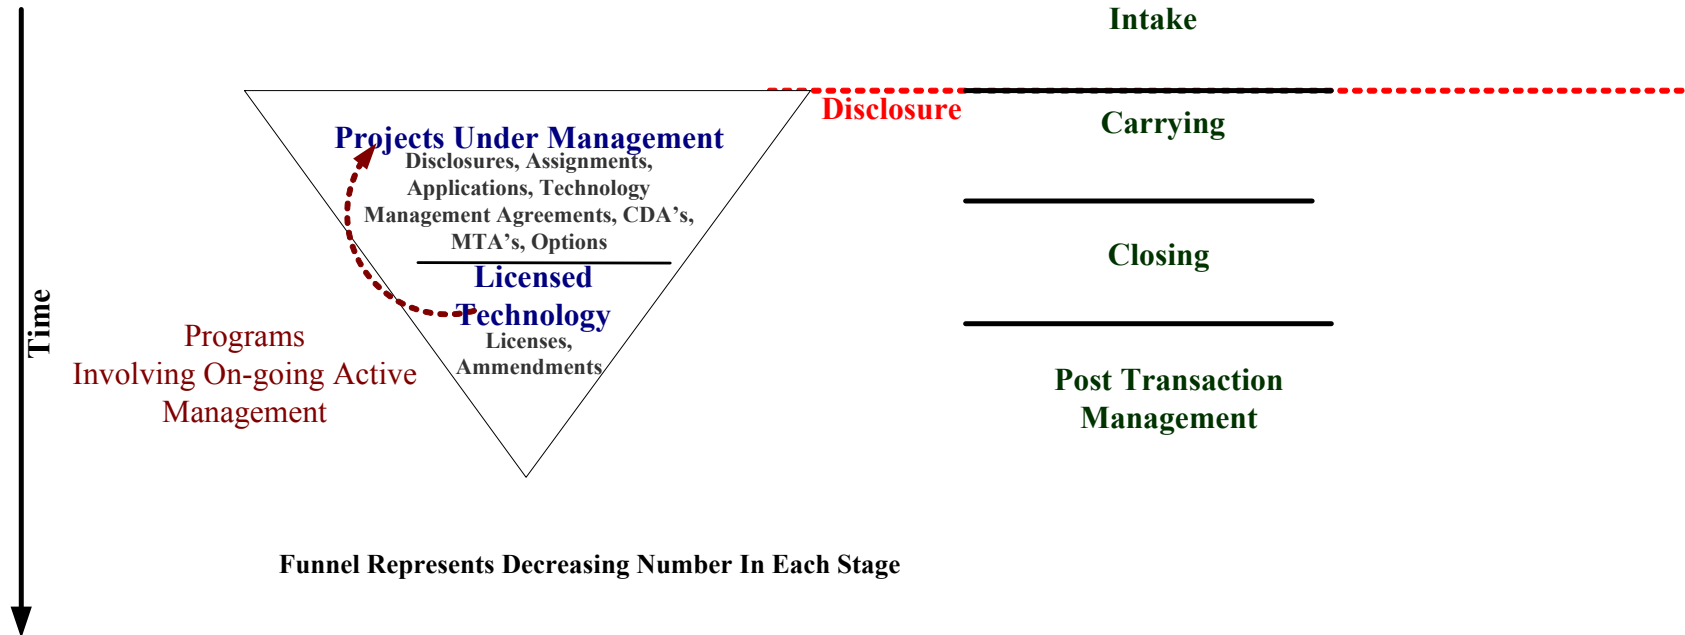 Intake
Disclosure
Carrying
Projects Under Management
Disclosures, Assignments,
Applications, Technology
Management Agreements, CDA's,
MTA's, Options
Closing
Licensed
Technology
Licenses,
Ammendments
Time
Programs
Involving On-going Active
Management
Post Transaction
Management
Funnel Represents Decreasing Number In Each Stage